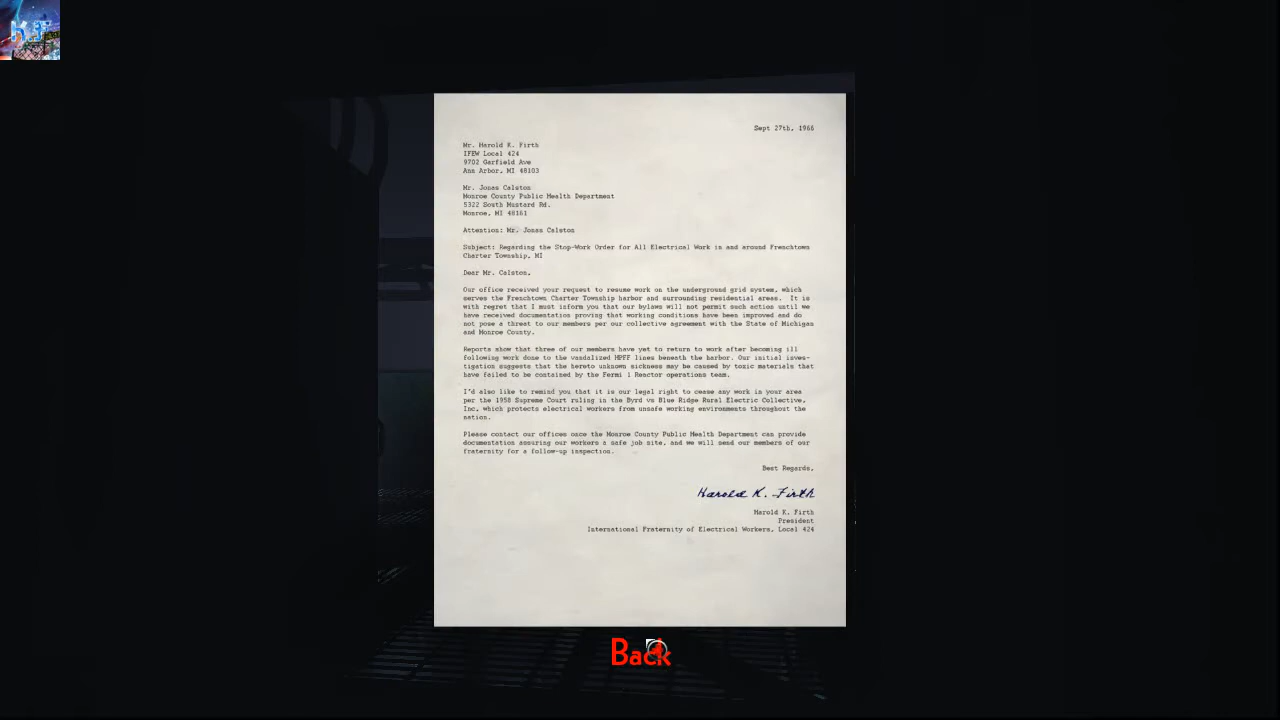 K.F
Sept 27th, 1966
Mr. Harold K. Firth
IFEW Local 424
9702 Garfield Ave
Ann Arbor, MI 48103
Mr. Jonas Calston
Monroe County Public Health Department
5322 South Mustard Rd.
Monroe, MI 48161
Attention: Mr. Jonas Calston
Subject: Regarding the Stop-Work Order for All Electrical Work in and around Frenchtown
Charter Township, MI
Dear Mr. Calston,
Our office received your request to resume work on the underground grid system, which
serves the Frenchtown Charter Township harbor and surrounding residential areas. It is
with regret that I must inform you that our bylaws will not permit such action until we
have received documentation proving that working conditions have been improved and do
not pose a threat to our members per our collective agreement with the State of Michigan
and Monroe County.
Reports show that three of our members have yet to return to work after becoming ill
following work done to the vandalized MPFF lines beneath the harbor. Our initial inves-
tigation suggests that the hereto unknown sickness may be caused by toxic materials that
have failed to be contained by the Fermi 1 Reactor operations team.
I'd also like to remind you that it is our legal right to cease any work in your area
per the 1958 Supreme Court ruling in the Byrd vs Blue Ridge Rural Electric Collective,
Inc, which protects electrical workers from unsafe working environments throughout the
nation.
Please contact our offices once the Monroe County Public Health Department can provide
documentation assuring our workers a safe job site, and we will send our members of our
fraternity for a follow-up inspection.
Best Regards,
Harold K. Firth
Harold K. Firth
President
International Fraternity of Electrical Workers, Local 424
Back